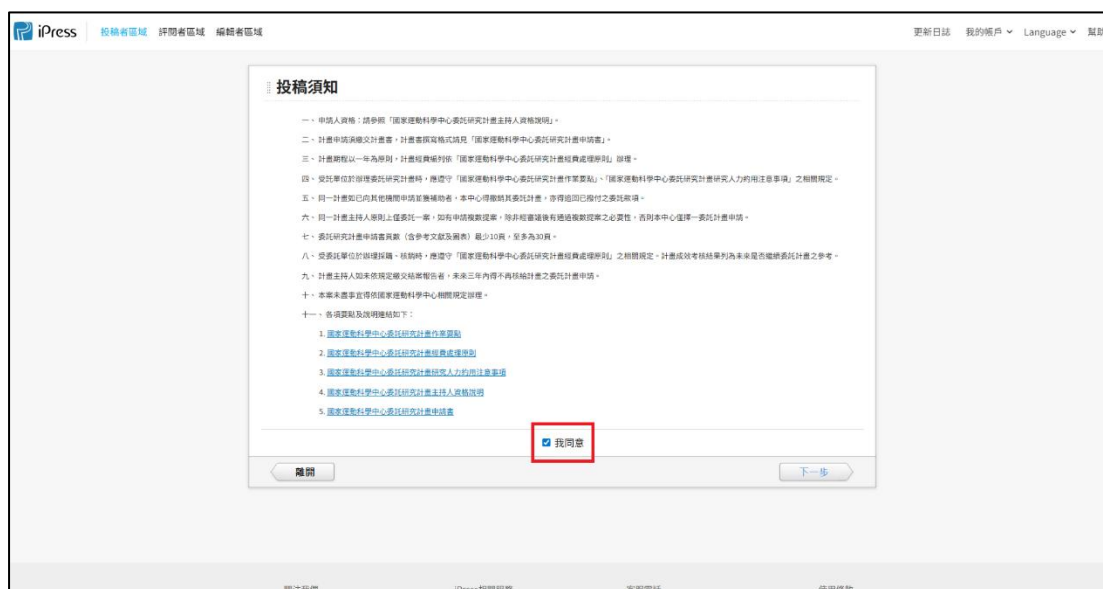 iPress 投稿者區域 評閱者區域 編輯者區域 更新日誌 我的帳戶 Language 幫助
投稿須知
一、 申請人資格：請參照「國家運動科學中心委託研究計畫主持人資格說明」。
二、 計畫申請須繳交計畫書，計畫書撰寫格式請見「國家運動科學中心委託研究計畫申請書」。
三、 計畫期程以一年為原則，計畫經費編列依「國家運動科學中心委託研究計畫經費處理原則」辦理。
四、 受託單位於辦理委託研究計畫時，應遵守「國家運動科學中心委託研究計畫作業要點」、「國家運動科學中心委託研究計畫研究人力約用注意事項」之相關規定。
五、 同一計畫如已向其他機關申請並獲補助者，本中心得撤銷其委託計畫，亦得追回已撥付之委託款項。
六、 同一計畫主持人原則上僅委託一案，如有申請複數提案，除非經審議後有通過複數提案之必要性，否則本中心僅擇一委託計畫申請。
七、 委託研究計畫申請書頁數（含參考文獻及圖表）最少10頁，至多為30頁。
八、 受委託單位於辦理採購、核銷時，應遵守「國家運動科學中心委託研究計畫經費處理原則」之相關規定。計畫成效考核結果列為未來是否繼續委託計畫之參考。
九、 計畫主持人如未依規定繳交結案報告者，未來三年內得不再核給計畫之委託計畫申請。
十、 本案未盡事宜得依國家運動科學中心相關規定辦理。
十一、 各項要點及說明連結如下：
1. 國家運動科學中心委託研究計畫作業要點
2. 國家運動科學中心委託研究計畫經費處理原則
3. 國家運動科學中心委託研究計畫研究人力約用注意事項
4. 國家運動科學中心委託研究計畫主持人資格說明
5. 國家運動科學中心委託研究計畫申請書
我同意
離開 下一步